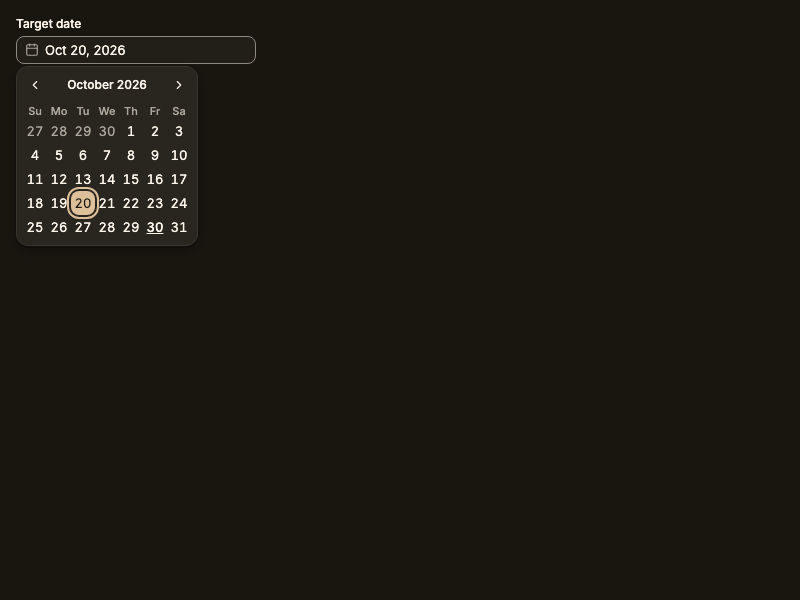 Target date
Oct 20, 2026
October 2026
Su Mo Tu We Th Fr Sa
27 28 29 30 1 2 3
4 5 6 7 8 9 10
11 12 13 14 15 16 17
18 19 20 21 22 23 24
25 26 27 28 29 30 31